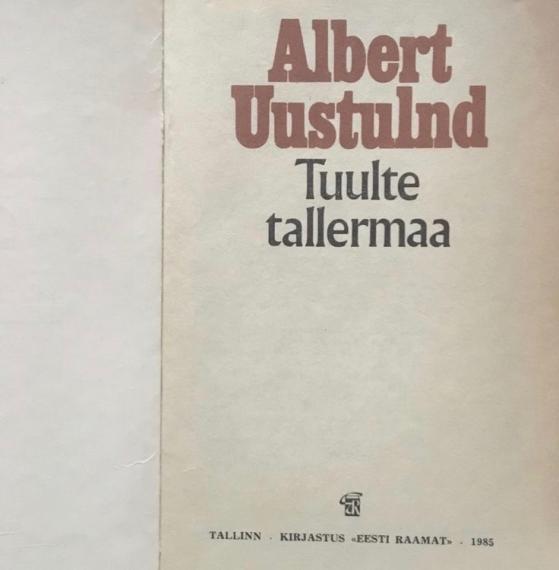 Albert
Uustulnd
Tuulte
tallermaa
TALLINN · KIRJASTUS «EESTI RAAMAT» · 1985